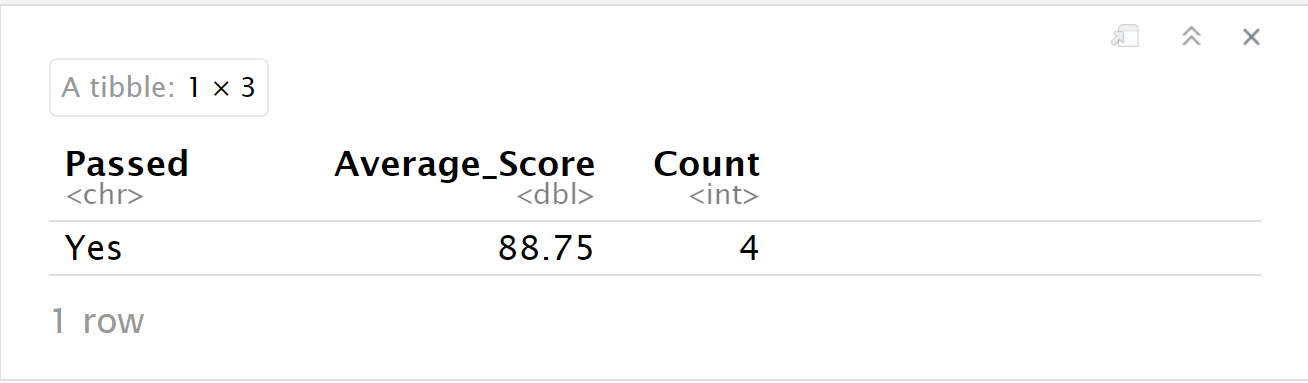 A tibble: 1 × 3
Passed Average_Score Count
<chr> <dbl> <int>
Yes 88.75 4
1 row